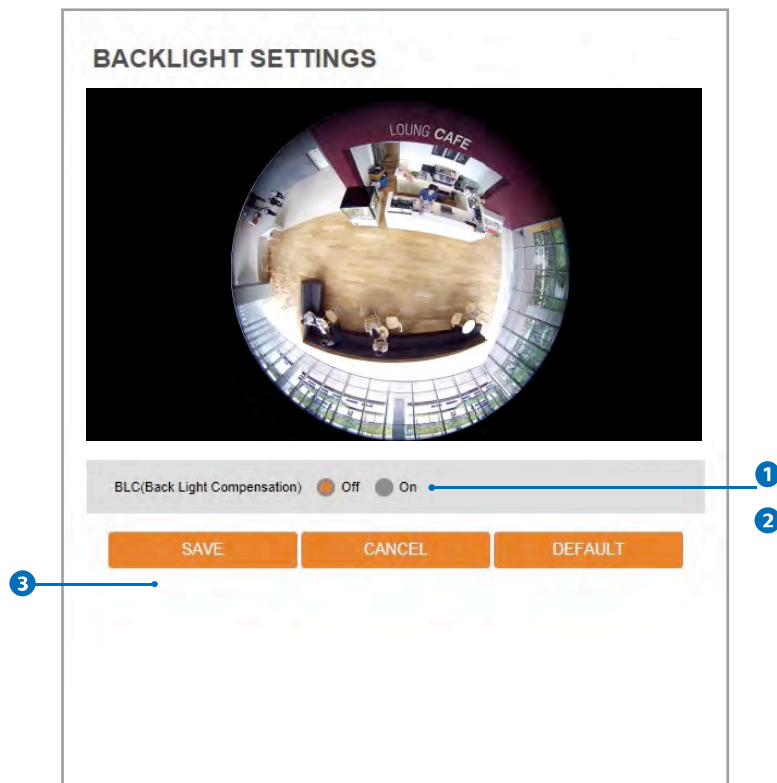 BACKLIGHT SETTINGS
LOUNG CAFE
BLC(Back Light Compensation) Off On
1
2
SAVE CANCEL DEFAULT
3